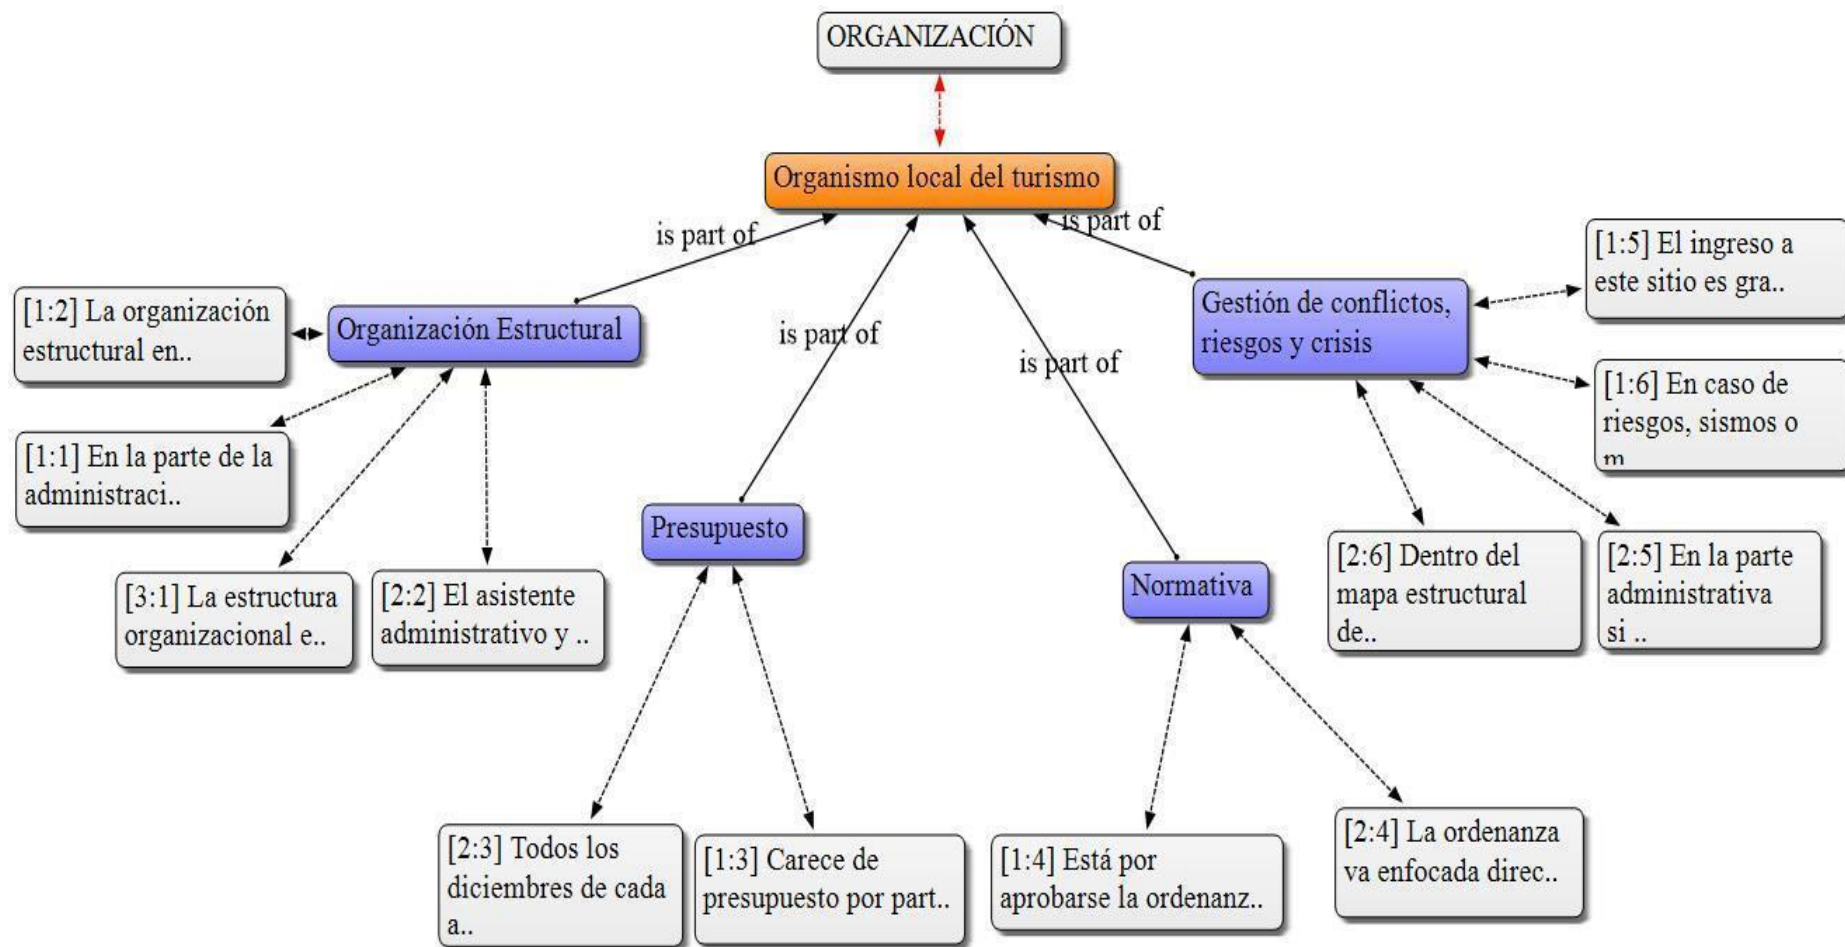 ORGANIZACIÓN
Organismo local del turismo
is part of
is part of
is part of
is part of
[1:5] El ingreso a
este sitio es gra..
[1:2] La organización
estructural en..
Organización Estructural
Gestión de conflictos,
riesgos y crisis
[1:6] En caso de
riesgos, sismos o
m
[1:1] En la parte de la
administraci..
Presupuesto
Normativa
[3:1] La estructura
organizacional e..
[2:2] El asistente
administrativo y ..
[2:6] Dentro del
mapa estructural
de..
[2:5] En la parte
administrativa
si ..
[2:3] Todos los
diciembres de cada
a..
[1:3] Carece de
presupuesto por part..
[1:4] Está por
aprobarse la ordenanz..
[2:4] La ordenanza
va enfocada direc..